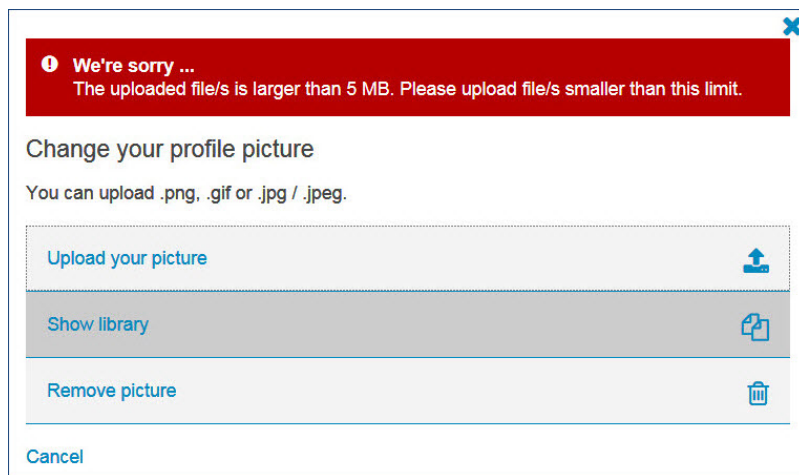 We're sorry ...
The uploaded file/s is larger than 5 MB. Please upload file/s smaller than this limit.
Change your profile picture
You can upload .png, .gif or .jpg / .jpeg.
Upload your picture
Show library
Remove picture
Cancel